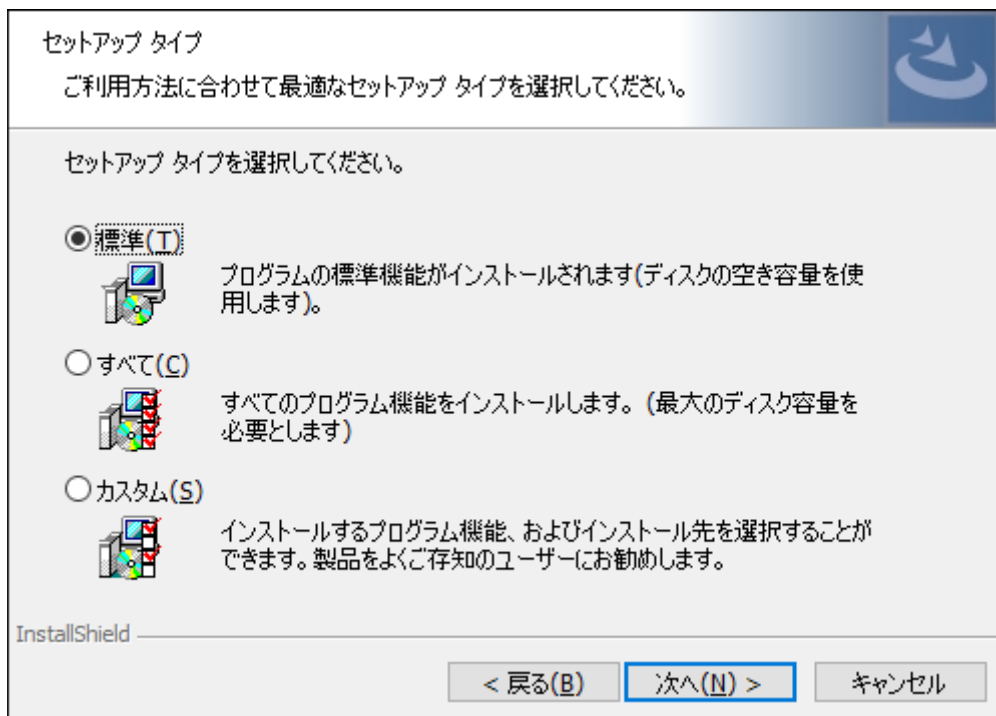 セットアップ タイプ
ご利用方法に合わせて最適なセットアップ タイプを選択してください。
セットアップ タイプを選択してください。
標準(T)
プログラムの標準機能がインストールされます(ディスクの空き容量を使
用します)。
すべて(C)
すべてのプログラム機能をインストールします。(最大のディスク容量を
必要とします)
カスタム(S)
インストールするプログラム機能、およびインストール先を選択することが
できます。製品をよくご存知のユーザーにお勧めします。
InstallShield
< 戻る(B)
次へ(N) >
キャンセル